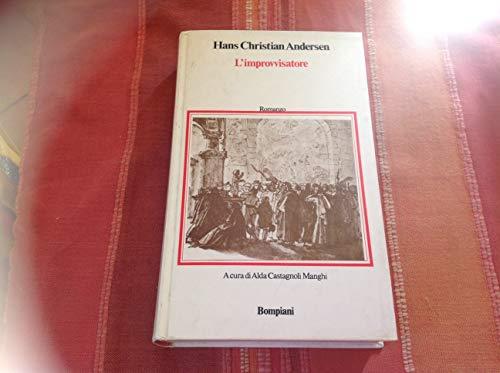 Hans Christian Andersen
L'improvvisatore
Romanzo
A cura di Alda Castagnoli Manghi
Bompiani